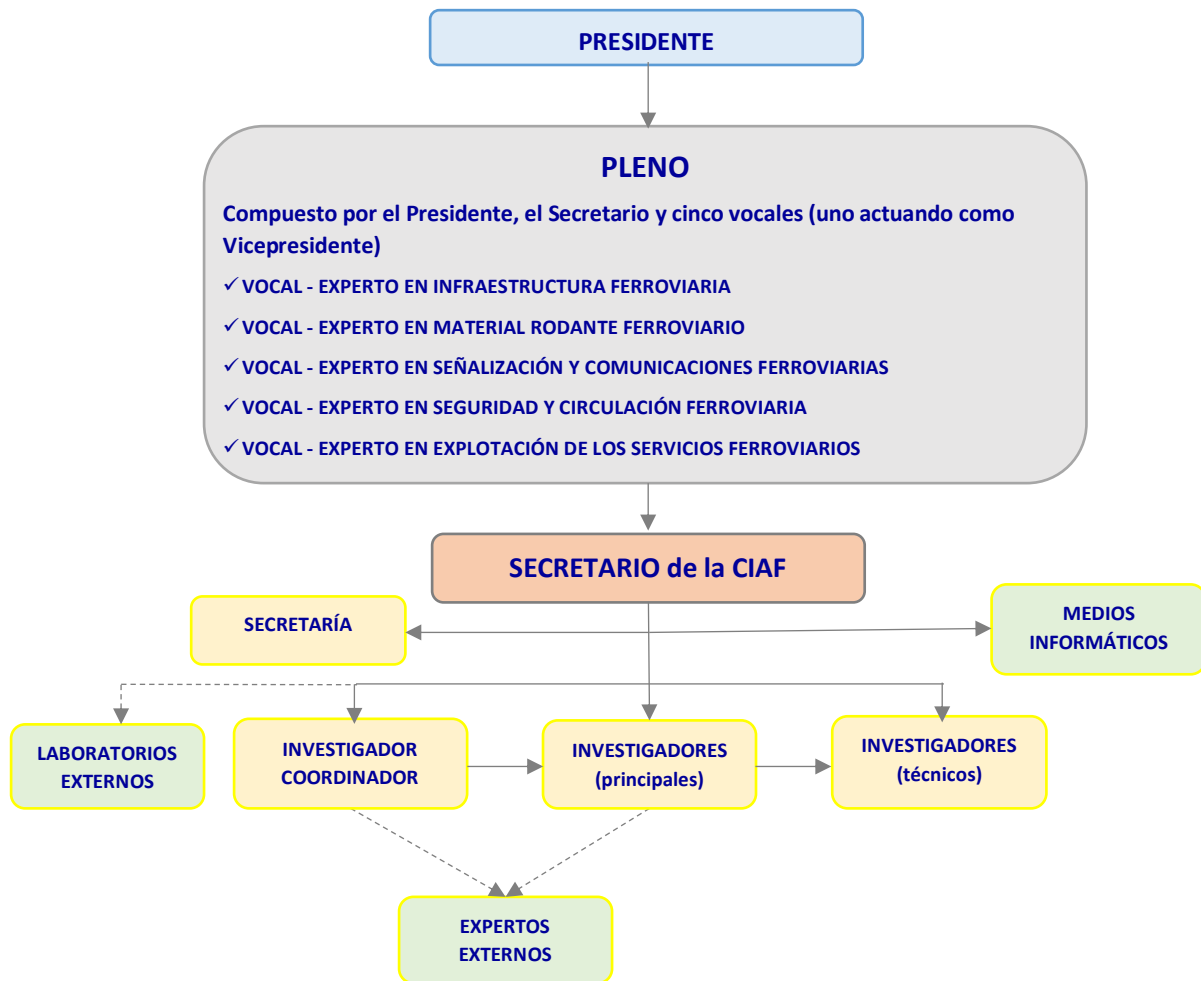 PRESIDENTE
PLENO
Compuesto por el Presidente, el Secretario y cinco vocales (uno actuando como
Vicepresidente)
✓ VOCAL - EXPERTO EN INFRAESTRUCTURA FERROVIARIA
✓ VOCAL - EXPERTO EN MATERIAL RODANTE FERROVIARIO
✓ VOCAL - EXPERTO EN SEÑALIZACIÓN Y COMUNICACIONES FERROVIARIAS
✓ VOCAL - EXPERTO EN SEGURIDAD Y CIRCULACIÓN FERROVIARIA
✓ VOCAL - EXPERTO EN EXPLOTACIÓN DE LOS SERVICIOS FERROVIARIOS
SECRETARIO de la CIAF
SECRETARÍA
MEDIOS
INFORMÁTICOS
LABORATORIOS
EXTERNOS
INVESTIGADOR
COORDINADOR
INVESTIGADORES
(principales)
INVESTIGADORES
(técnicos)
EXPERTOS
EXTERNOS